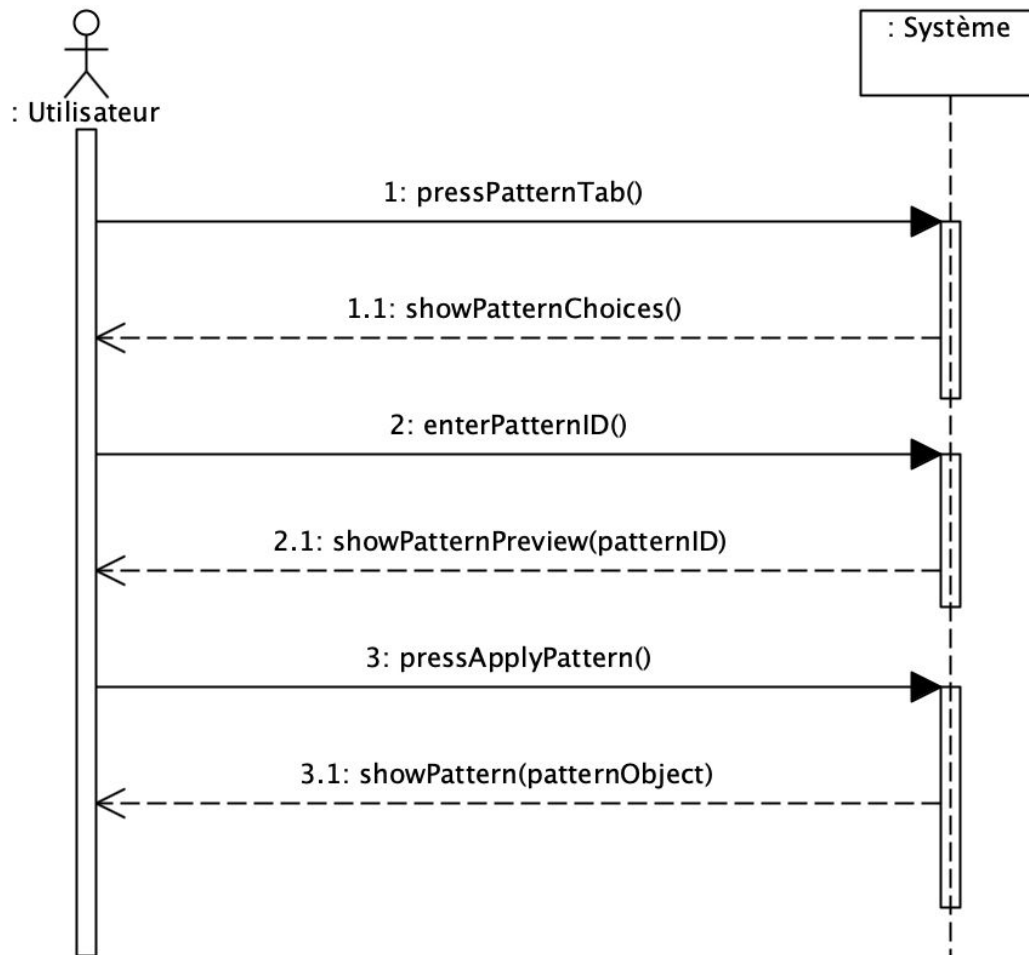 : Système
: Utilisateur
1: pressPatternTab()
1.1: showPatternChoices()
2: enterPatternID()
2.1: showPatternPreview(patternID)
3: pressApplyPattern()
3.1: showPattern(patternObject)